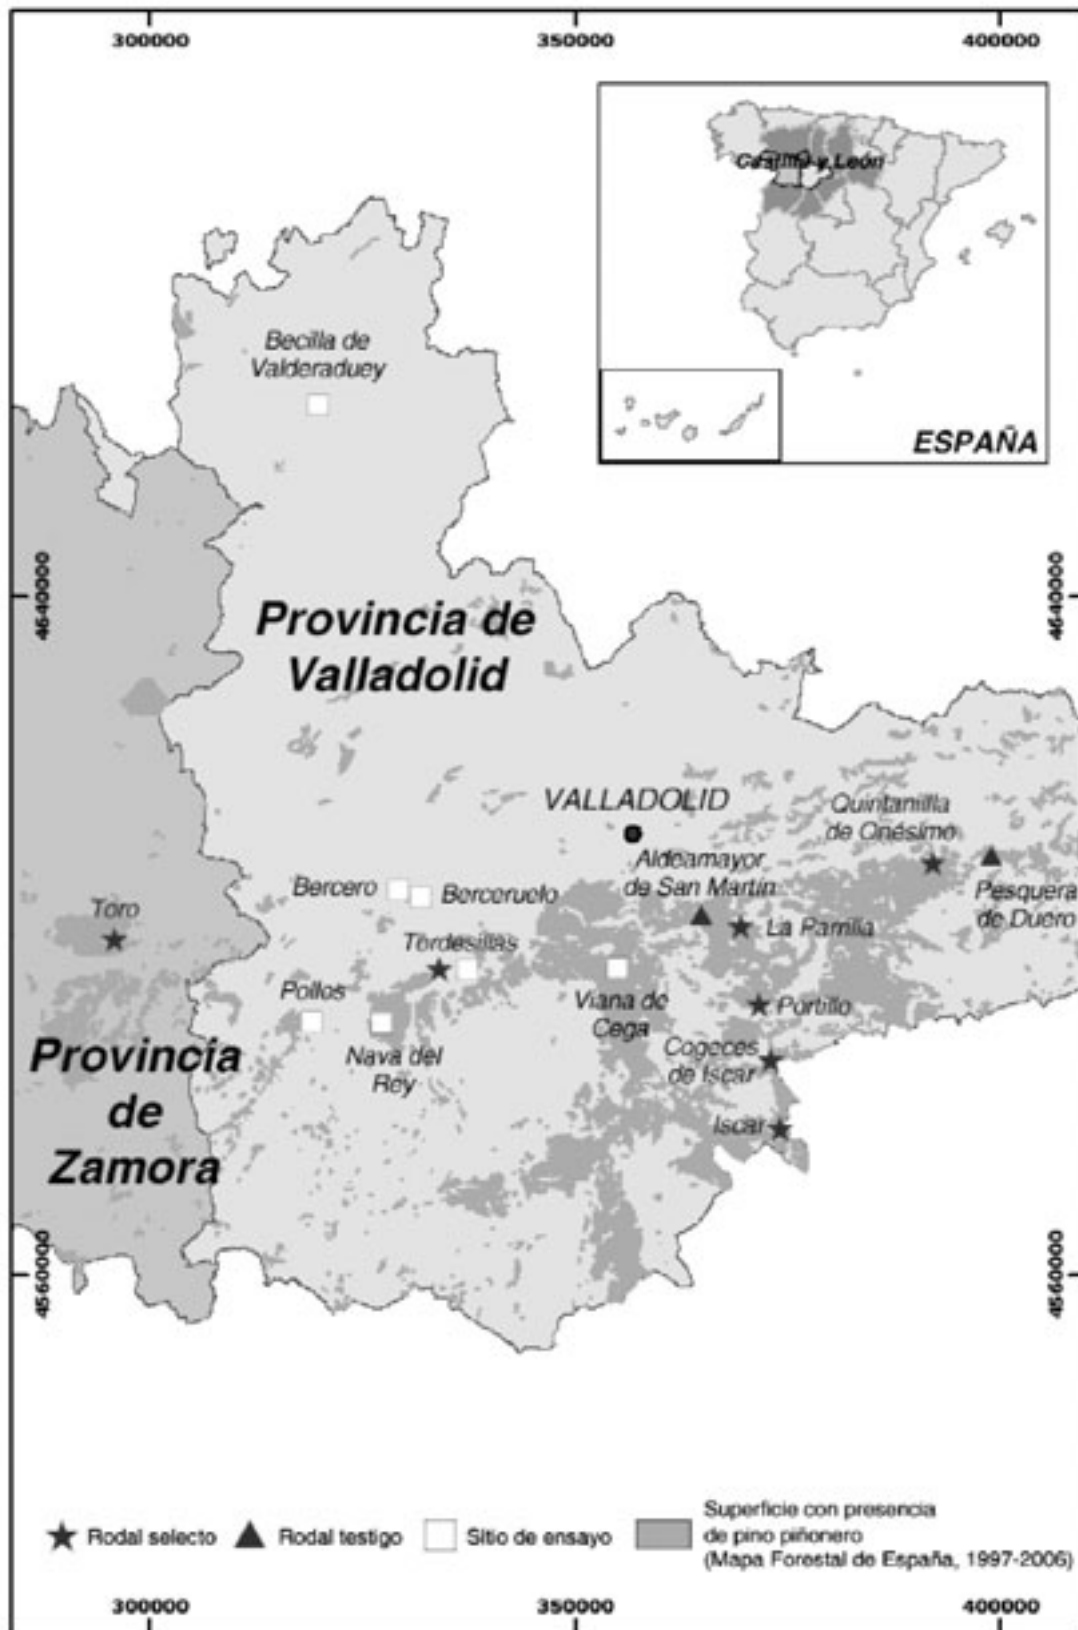 300000
350000
400000
Castilla y León
ESPAÑA
Becilla de
Valderaduey
4640000
4640000
Provincia de
Valladolid
VALLADOLID
Quintanilla
de Onésimo
Aldeamayor
de San Martín
Pesquera
de Duero
Bercero
Berceruelo
Toro
La Parrilla
Tordesillas
Pollos
Viana de
Cega
Portillo
Nava del
Rey
Cogeces
de Iscar
Iscar
Provincia
de
Zamora
4560000
4560000
Rodal selecto
Rodal testigo
Sitio de ensayo
Superficie con presencia
de pino piñonero
(Mapa Forestal de España, 1997-2006)
300000
350000
400000